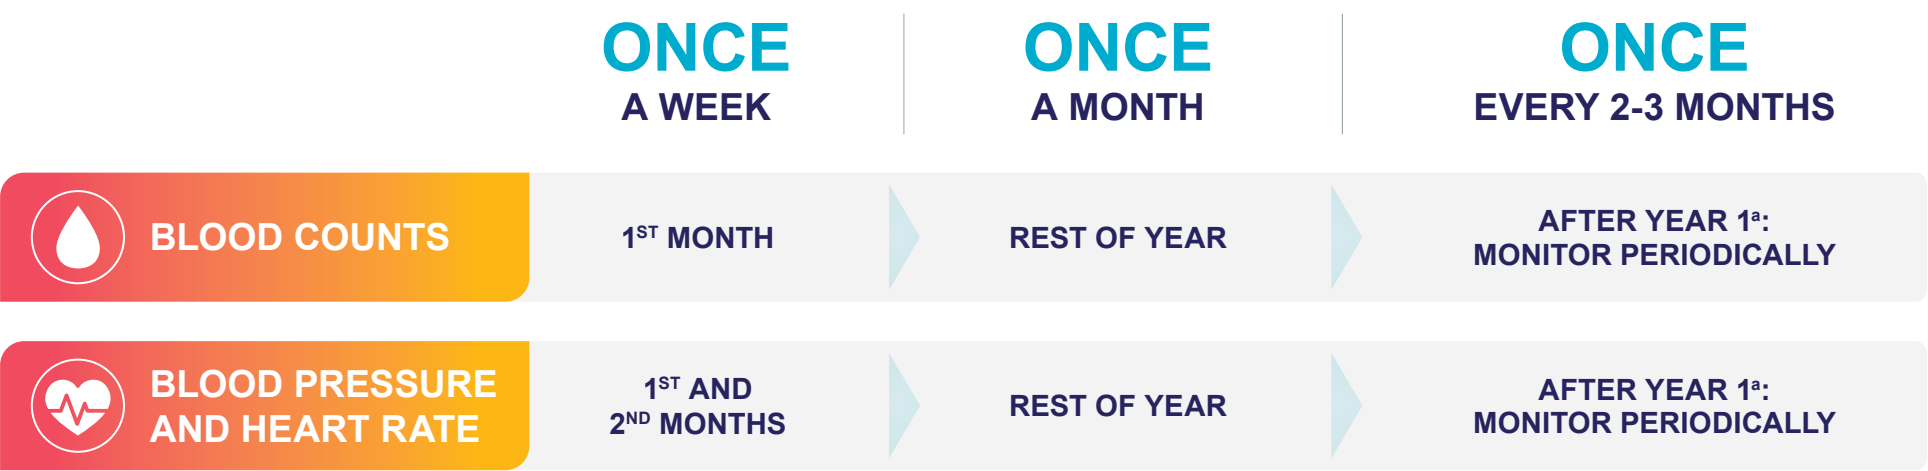 ONCE
A WEEK
ONCE
A MONTH
ONCE
EVERY 2-3 MONTHS
BLOOD COUNTS
1ST MONTH
REST OF YEAR
AFTER YEAR 1a:
MONITOR PERIODICALLY
BLOOD PRESSURE
AND HEART RATE
1ST AND
2ND MONTHS
REST OF YEAR
AFTER YEAR 1a:
MONITOR PERIODICALLY